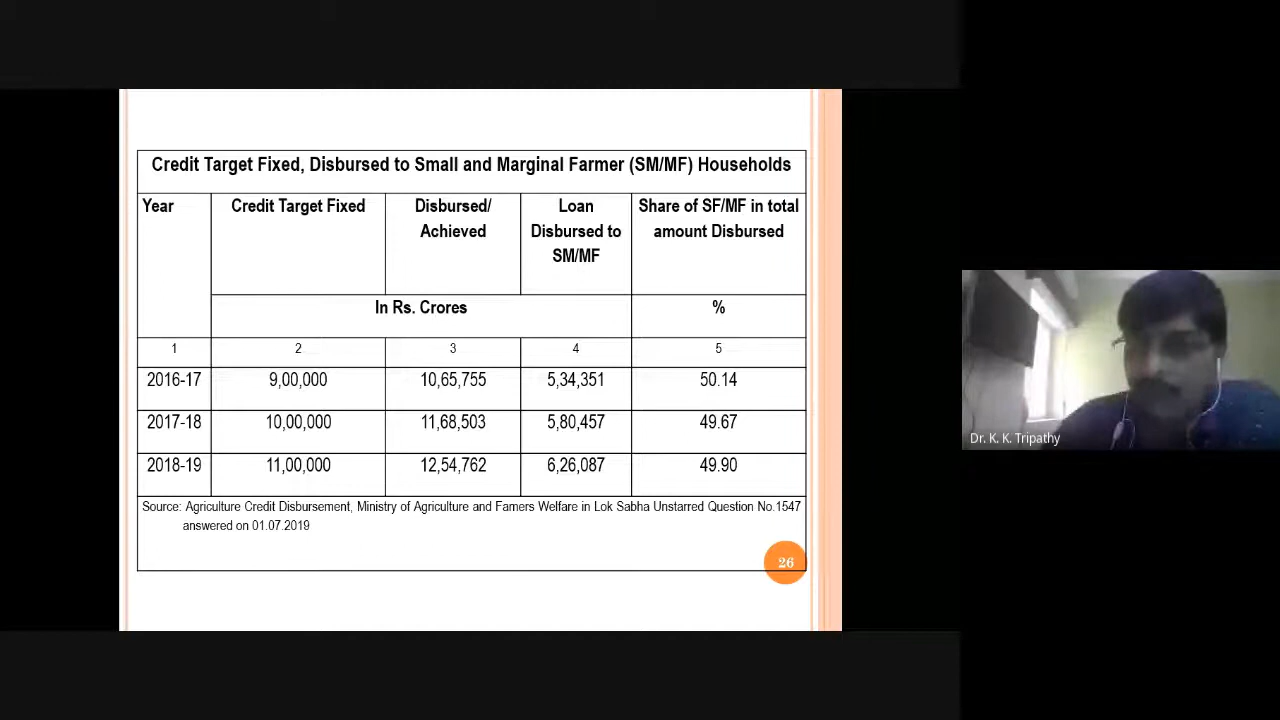 Credit Target Fixed, Disbursed to Small and Marginal Farmer (SM/MF) Households
Year
Credit Target Fixed
Disbursed/
Achieved
Loan
Disbursed to
SM/MF
Share of SF/MF in total
amount Disbursed
In Rs. Crores
%
1 2 3 4 5
2016-17 9,00,000 10,65,755 5,34,351 50.14
2017-18 10,00,000 11,68,503 5,80,457 49.67
2018-19 11,00,000 12,54,762 6,26,087 49.90
Source: Agriculture Credit Disbursement, Ministry of Agriculture and Famers Welfare in Lok Sabha Unstarred Question No.1547
answered on 01.07.2019
26
Dr. K. K. Tripathy